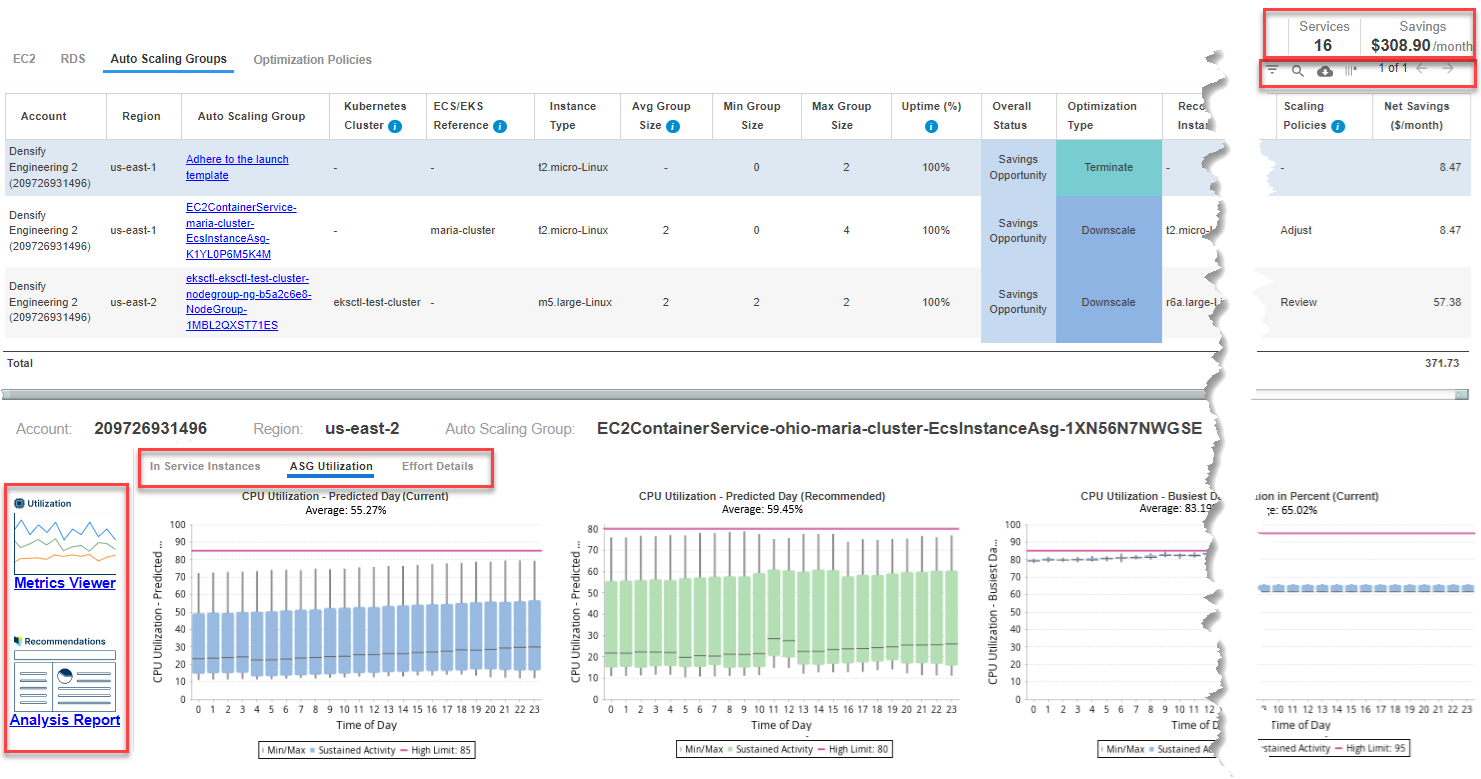 Services Savings
16 $308.90 /month
EC2 RDS Auto Scaling Groups Optimization Policies
1 of 1
Account Region Auto Scaling Group Kubernetes Cluster ECS/EKS Reference Instance Type Avg Group Size Min Group Size Max Group Size Uptime (%) Overall Status Optimization Type Scaling Policies Net Savings ($/month)
Densify Engineering 2 (209726931496) us-east-1 Adhere to the launch template - - t2.micro-Linux - 0 2 100% Savings Opportunity Terminate - - 8.47
Densify Engineering 2 (209726931496) us-east-1 EC2ContainerService-maria-cluster-EcsInstanceAsg-K1YL0P6M5K4M - maria-cluster t2.micro-Linux 2 0 4 100% Savings Opportunity Downscale t2.micro- Adjust 8.47
Densify Engineering 2 (209726931496) us-east-2 eksctl-eksctl-test-cluster-nodegroup-ng-b5a2c6e8-NodeGroup-1MBL2QXST71ES eksctl-test-cluster - m5.large-Linux 2 2 2 100% Savings Opportunity Downscale r6a.large-Li Review 57.38
Total 371.73
Account: 209726931496 Region: us-east-2 Auto Scaling Group: EC2ContainerService-ohio-maria-cluster-EcsInstanceAsg-1XN56N7NWGSE
In Service Instances ASG Utilization Effort Details
Utilization
Metrics Viewer
Recommendations
Analysis Report
CPU Utilization - Predicted Day (Current)
Average: 55.27%
CPU Utilization - Predicted ...
100
90
80
70
60
50
40
30
20
10
0
0 1 2 3 4 5 6 7 8 9 10 11 12 13 14 15 16 17 18 19 20 21 22 23
Time of Day
Min/Max Sustained Activity High Limit: 85
CPU Utilization - Predicted Day (Recommended)
Average: 59.45%
CPU Utilization - Predicted ...
80
70
60
50
40
30
20
10
0
0 1 2 3 4 5 6 7 8 9 10 11 12 13 14 15 16 17 18 19 20 21 22 23
Time of Day
Min/Max Sustained Activity High Limit: 80
CPU Utilization - Busiest D
Average: 83.19%
CPU Utilization - Busiest Da...
100
90
80
70
60
50
40
30
20
10
0
0 1 2 3 4 5 6 7 8 9 10 11 12
Time of D
Min/Max Sustained Ac
on in Percent (Current)
e: 65.02%
1 2 3 4 5 6 7 8 9 10 11 12 13 14 15 16 17 18 19 20 21 22 23
Time of Day
stained Activity High Limit: 95